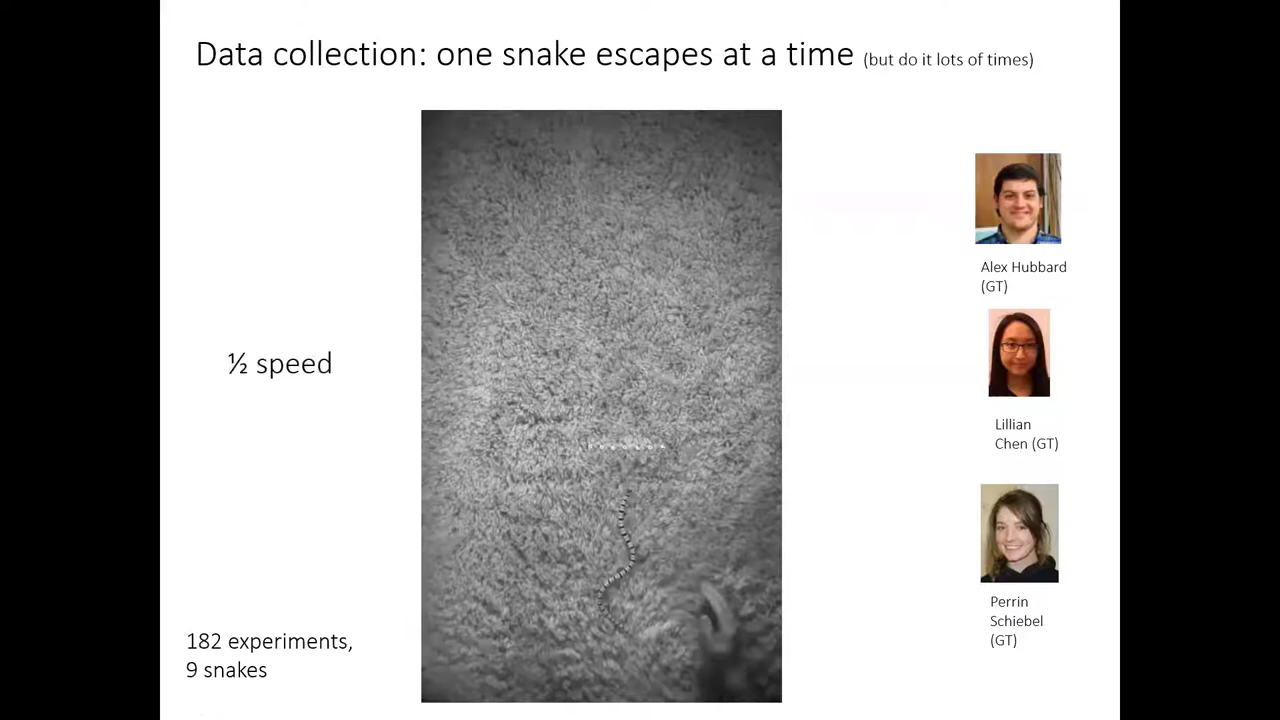 Data collection: one snake escapes at a time (but do it lots of times)
½ speed
182 experiments,
9 snakes
Alex Hubbard
(GT)
Lillian
Chen (GT)
Perrin
Schiebel
(GT)